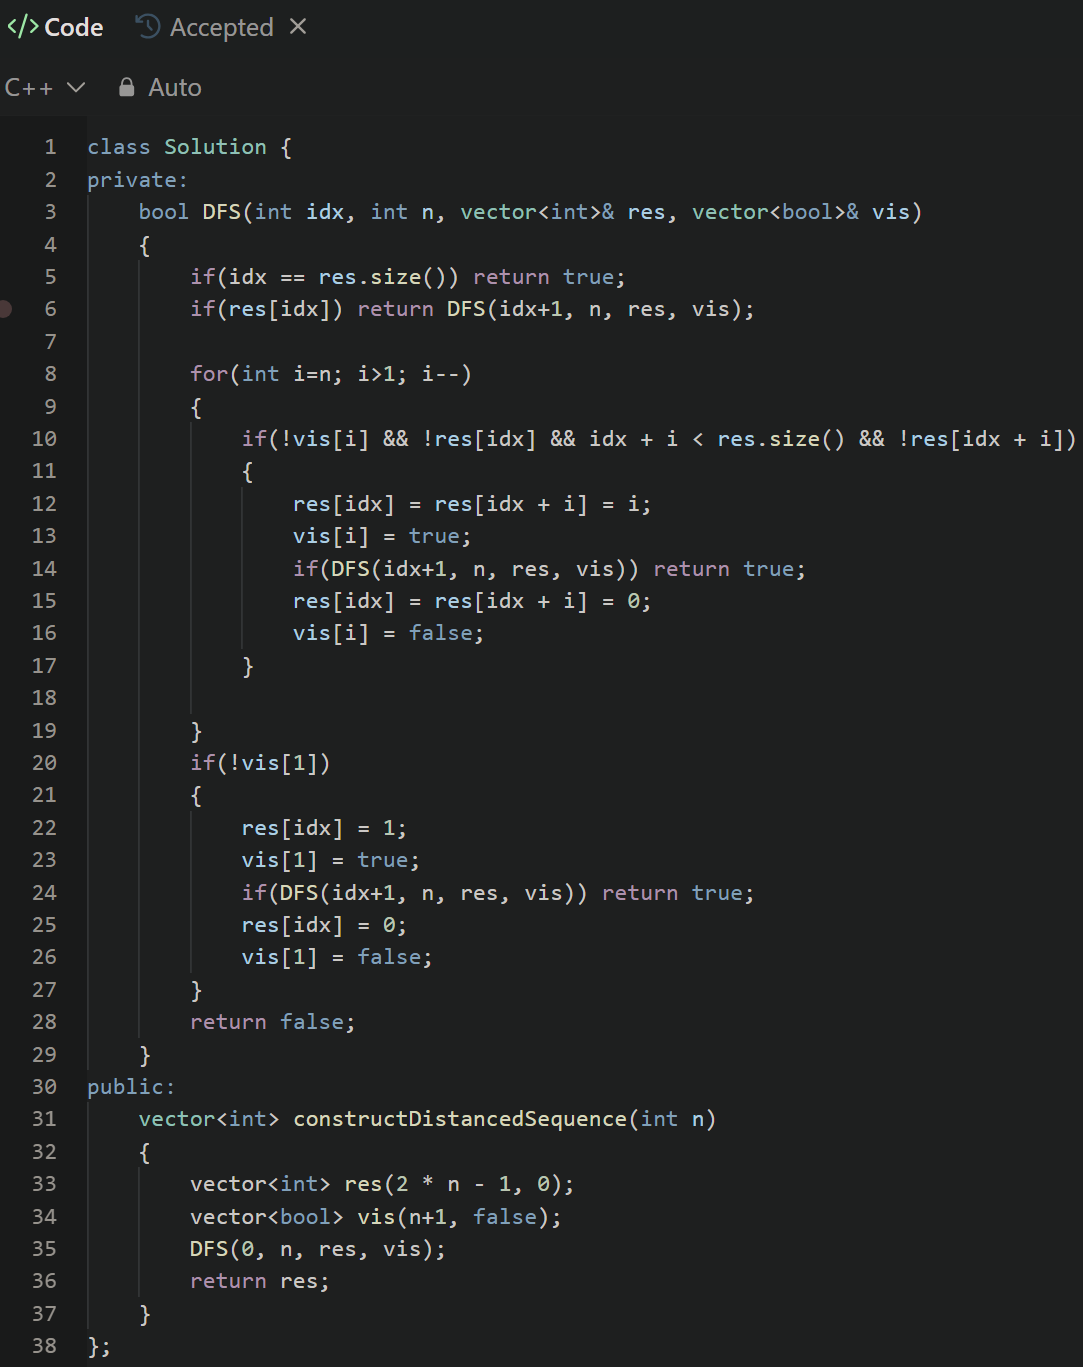 </> Code Accepted ×
C++ Auto
1 class Solution {
2 private:
3     bool DFS(int idx, int n, vector<int>& res, vector<bool>& vis)
4     {
5         if(idx == res.size()) return true;
6         if(res[idx]) return DFS(idx+1, n, res, vis);
7
8         for(int i=n; i>1; i--)
9         {
10             if(!vis[i] && !res[idx] && idx + i < res.size() && !res[idx + i])
11             {
12                 res[idx] = res[idx + i] = i;
13                 vis[i] = true;
14                 if(DFS(idx+1, n, res, vis)) return true;
15                 res[idx] = res[idx + i] = 0;
16                 vis[i] = false;
17             }
18
19         }
20         if(!vis[1])
21         {
22             res[idx] = 1;
23             vis[1] = true;
24             if(DFS(idx+1, n, res, vis)) return true;
25             res[idx] = 0;
26             vis[1] = false;
27         }
28         return false;
29     }
30 public:
31     vector<int> constructDistancedSequence(int n)
32     {
33         vector<int> res(2 * n - 1, 0);
34         vector<bool> vis(n+1, false);
35         DFS(0, n, res, vis);
36         return res;
37     }
38 };